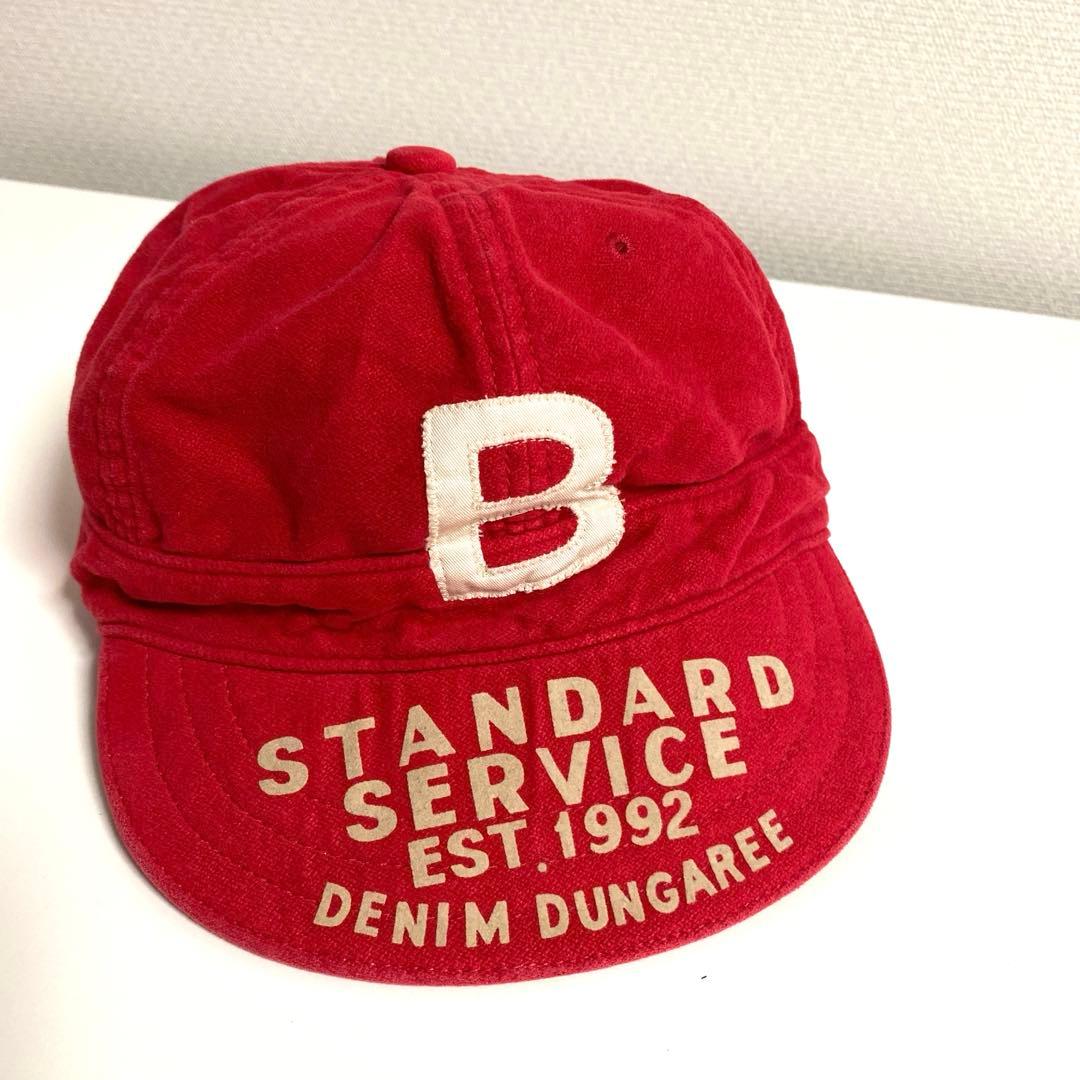 B
STANDARD
SERVICE
EST.1992
DENIM DUNGAREE